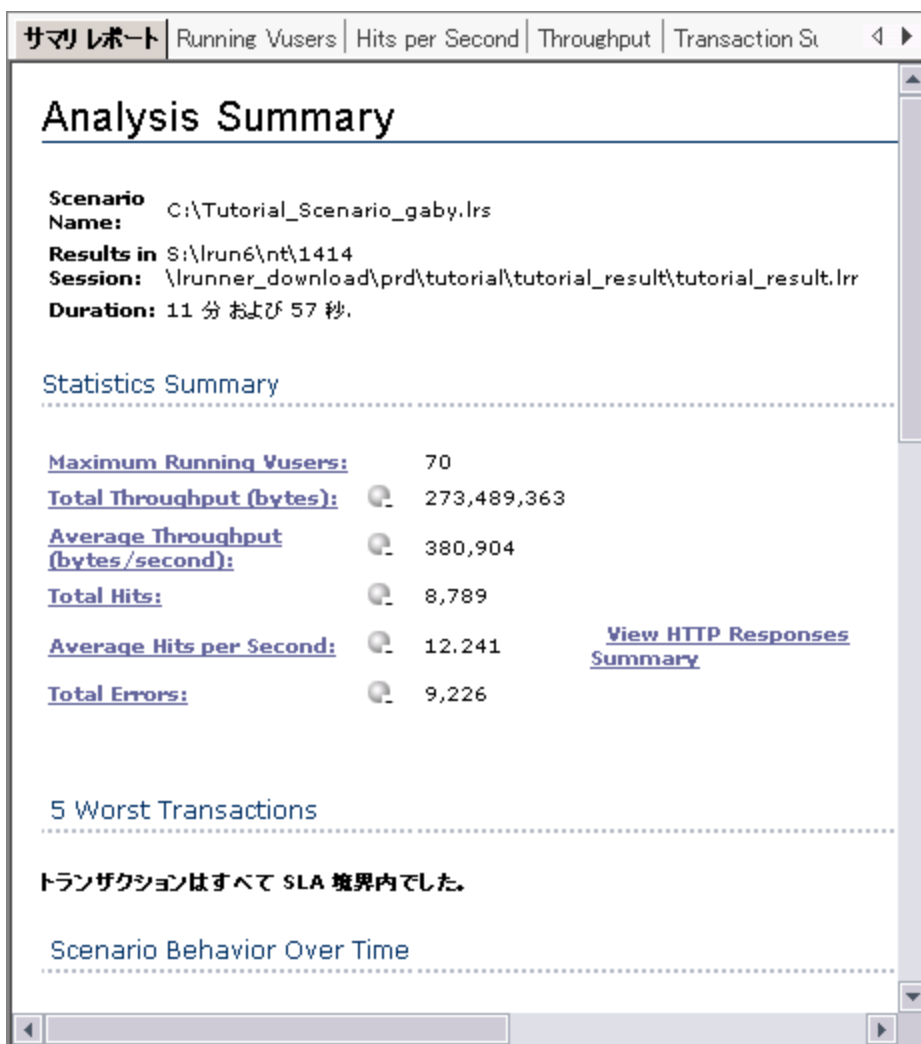 サマリ レポート Running Vusers Hits per Second Throughput Transaction Su
Analysis Summary
Scenario Name: C:\Tutorial_Scenario_gaby.lrs
Results in Session: S:\lrun6\nt\1414
\lrunner_download\prd\tutorial\tutorial_result\tutorial_result.lrr
Duration: 11 分 および 57 秒.
Statistics Summary
Maximum Running Vusers: 70
Total Throughput (bytes): 273,489,363
Average Throughput (bytes/second): 380,904
Total Hits: 8,789
Average Hits per Second: 12.241 View HTTP Responses Summary
Total Errors: 9,226
5 Worst Transactions
トランザクションはすべて SLA 境界内でした。
Scenario Behavior Over Time